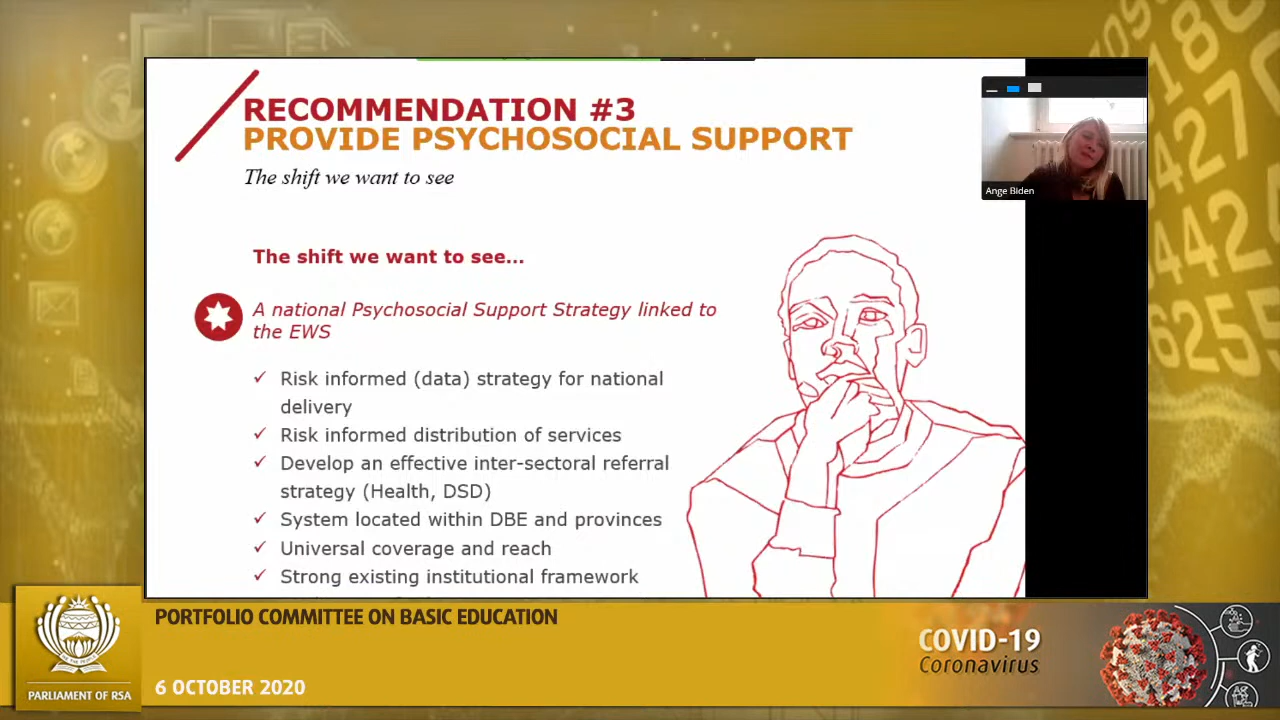 RECOMMENDATION #3
PROVIDE PSYCHOSOCIAL SUPPORT
The shift we want to see
Ange Biden
The shift we want to see...
A national Psychosocial Support Strategy linked to
the EWS
✓ Risk informed (data) strategy for national
delivery
✓ Risk informed distribution of services
✓ Develop an effective inter-sectoral referral
strategy (Health, DSD)
✓ System located within DBE and provinces
✓ Universal coverage and reach
✓ Strong existing institutional framework
PORTFOLIO COMMITTEE ON BASIC EDUCATION
6 OCTOBER 2020
PARLIAMENT OF RSA
COVID-19
Coronavirus